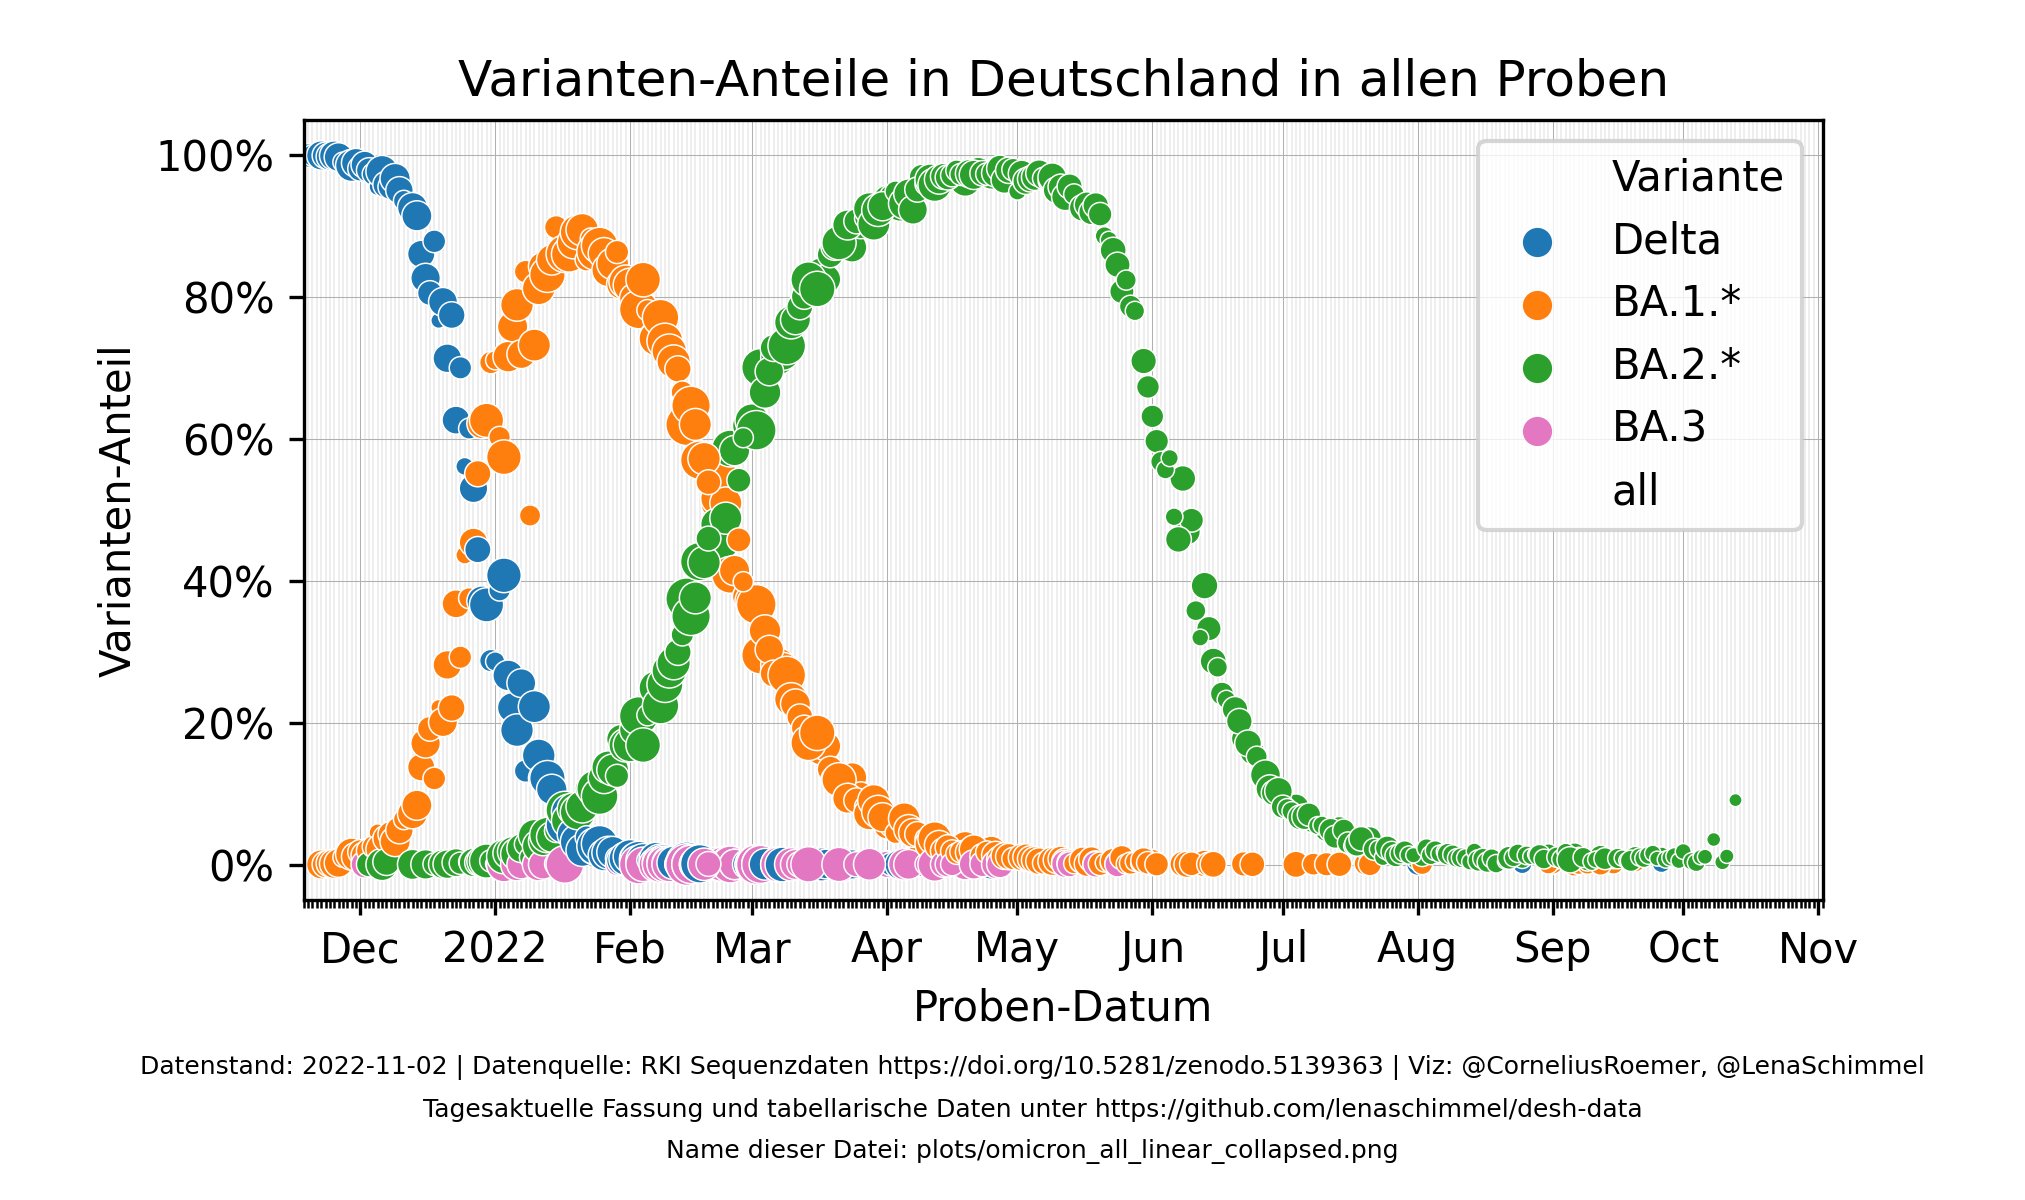 Varianten-Anteile in Deutschland in allen Proben
100%
80%
60%
40%
20%
0%
Varianten-Anteil
Variante
Delta
BA.1.*
BA.2.*
BA.3
all
Dec 2022 Feb Mar Apr May Jun Jul Aug Sep Oct Nov
Proben-Datum
Datenstand: 2022-11-02 | Datenquelle: RKI Sequenzdaten https://doi.org/10.5281/zenodo.5139363 | Viz: @CorneliusRoemer, @LenaSchimmel
Tagesaktuelle Fassung und tabellarische Daten unter https://github.com/lenaschimmel/desh-data
Name dieser Datei: plots/omicron_all_linear_collapsed.png